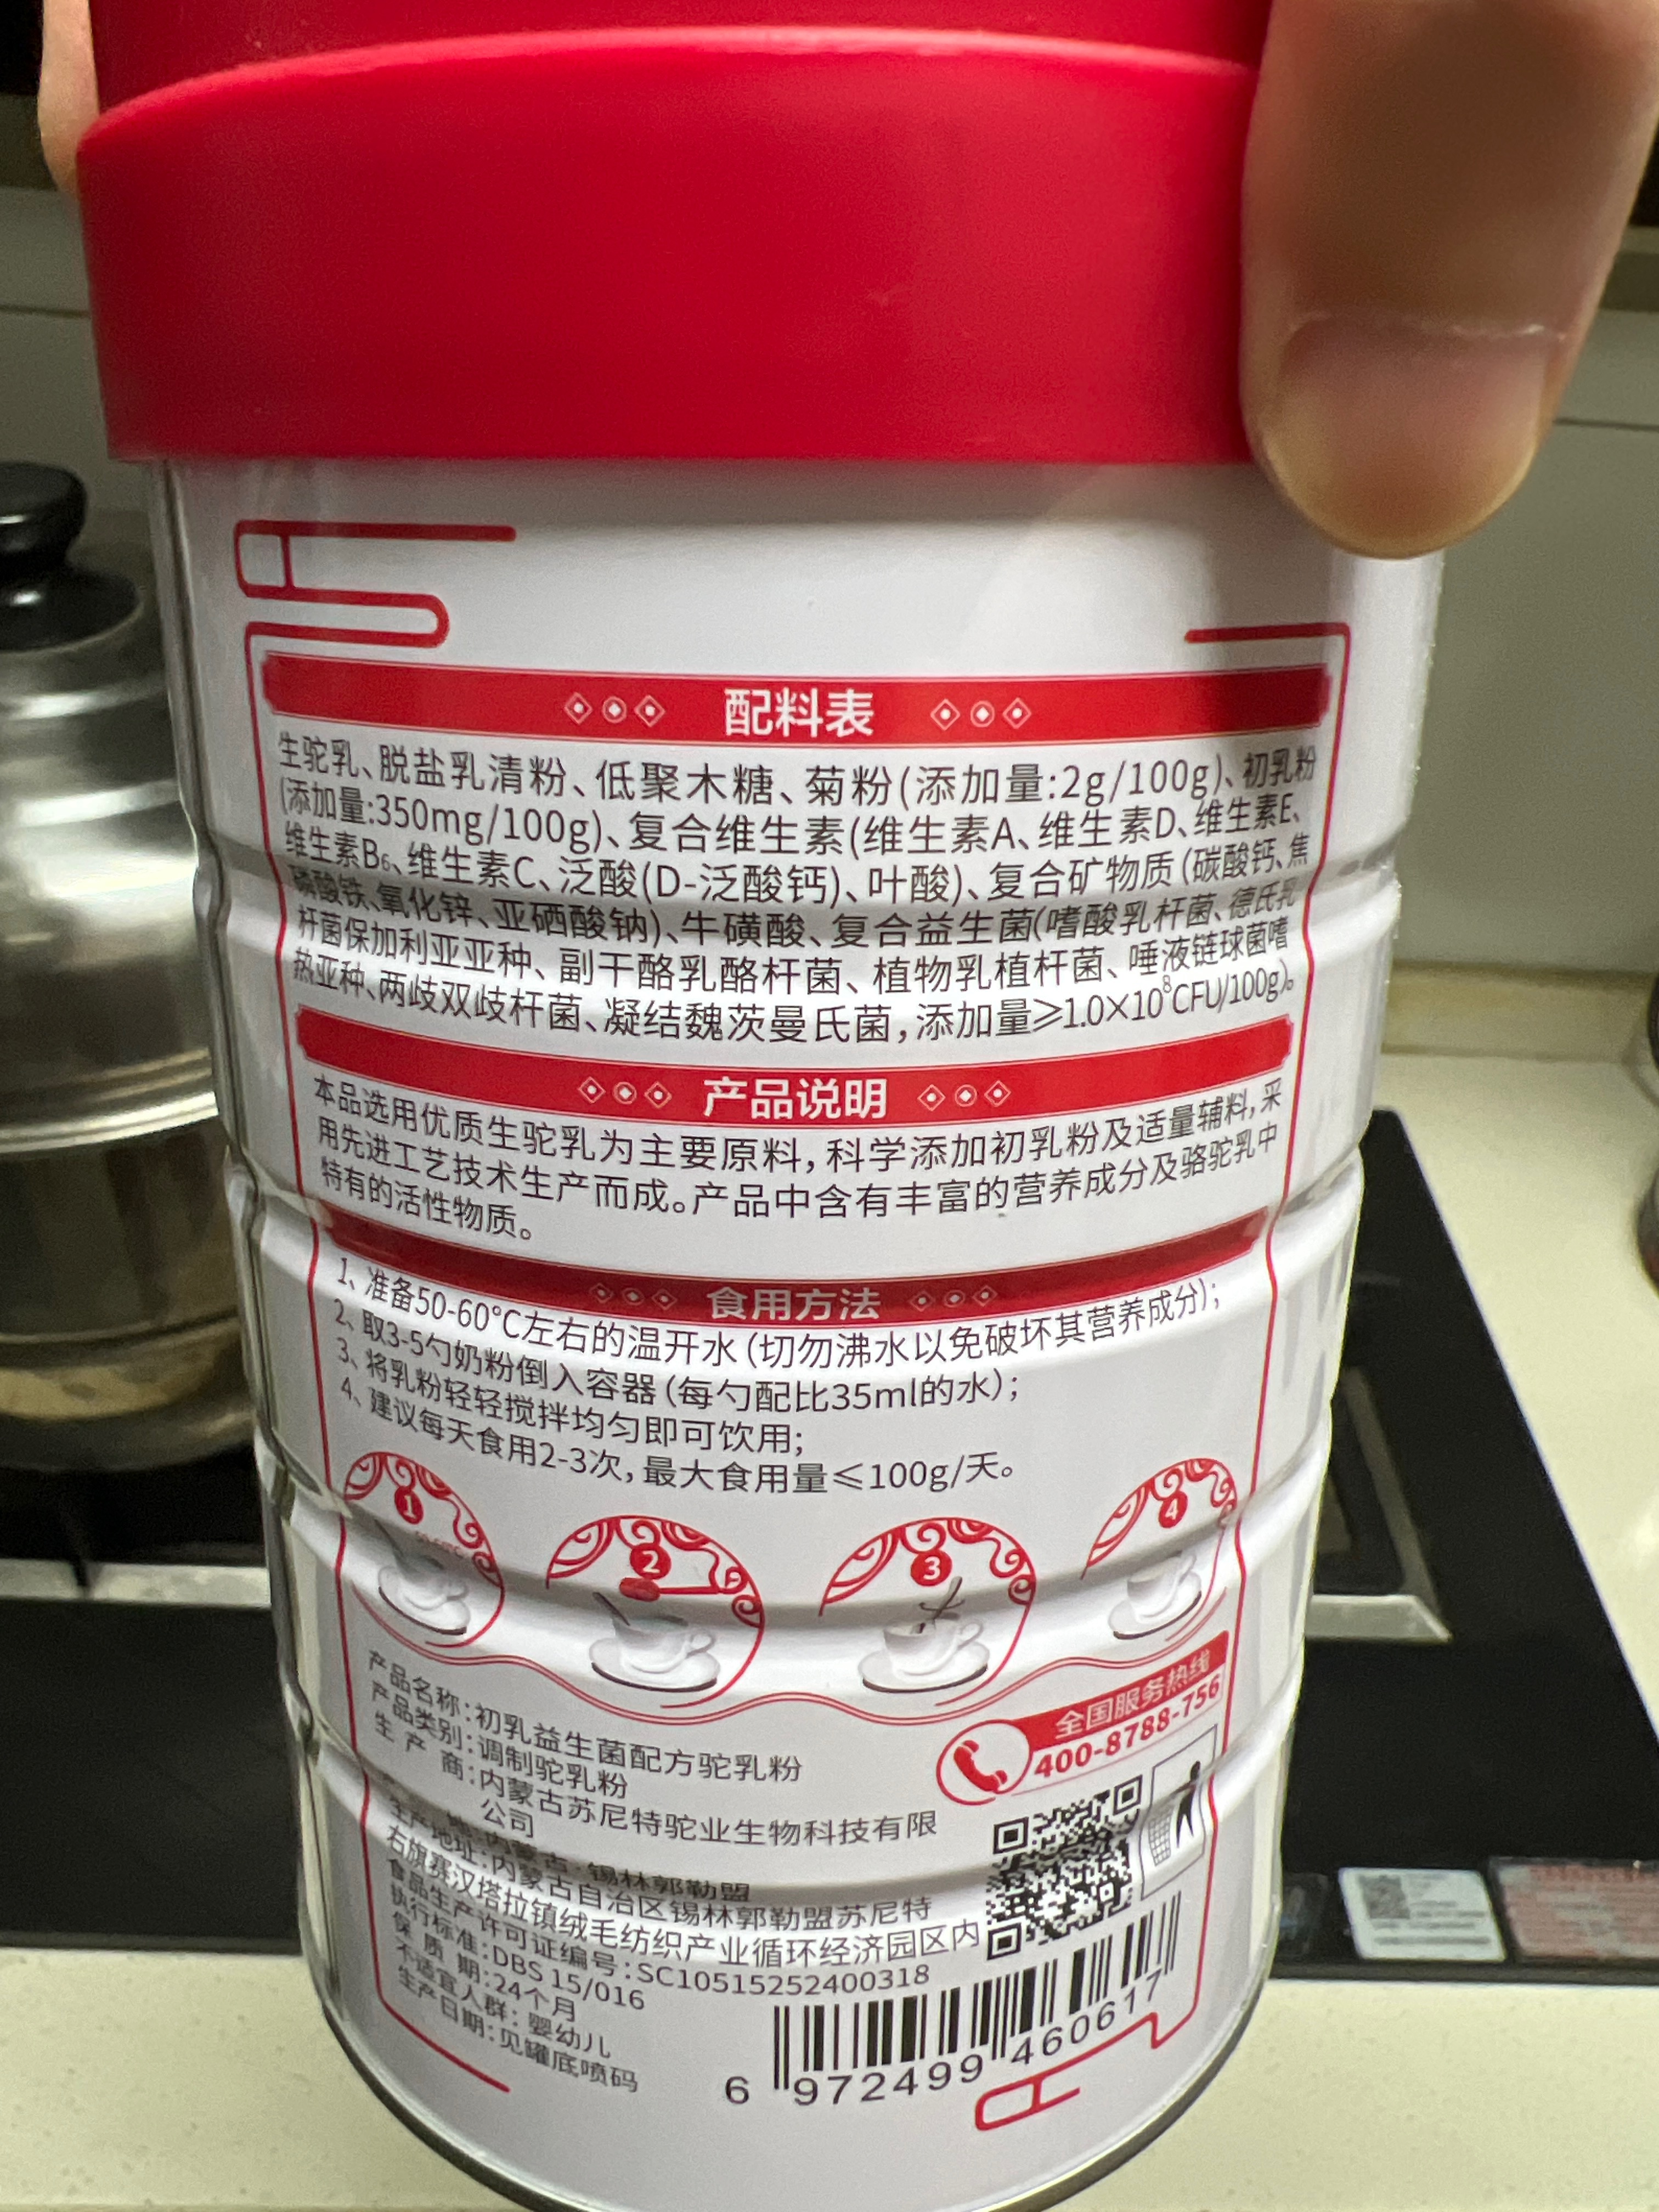 配料表
生驼乳、脱盐乳清粉、低聚木糖、菊粉(添加量:2g/100g)、初乳粉
(添加量:350mg/100g)、复合维生素(维生素A、维生素D、维生素E、
维生素B₆、维生素C、泛酸(D-泛酸钙)、叶酸)、复合矿物质(碳酸钙、焦
磷酸铁、氧化锌、亚硒酸钠)、牛磺酸、复合益生菌(嗜酸乳杆菌、德氏乳
杆菌保加利亚亚种、副干酪乳酪杆菌、植物乳植杆菌、唾液链球菌嗜
热亚种、两歧双歧杆菌、凝结魏茨曼氏菌,添加量≥1.0×10⁸CFU/100g)。
产品说明
本品选用优质生驼乳为主要原料,科学添加初乳粉及适量辅料,采
用先进工艺技术生产而成。产品中含有丰富的营养成分及骆驼乳中
特有的活性物质。
食用方法
1、准备50-60°C左右的温开水(切勿沸水以免破坏其营养成分);
2、取3-5勺奶粉倒入容器(每勺配比35ml的水);
3、将乳粉轻轻搅拌均匀即可饮用;
4、建议每天食用2-3次,最大食用量≤100g/天。
1
2
3
4
全国服务热线
400-8788-756
产品名称:初乳益生菌配方驼乳粉
产品类别:调制驼乳粉
生产商:内蒙古苏尼特驼业生物科技有限
公司
生产地:内蒙古·锡林郭勒盟
生产地址:内蒙古自治区锡林郭勒盟苏尼特
右旗赛汉塔拉镇绒毛纺织产业循环经济园区内
食品生产许可证编号:SC10515252400318
执行标准:DBS 15/016
保质期:24个月
不适宜人群:婴幼儿
生产日期:见罐底喷码
6 972499 460617